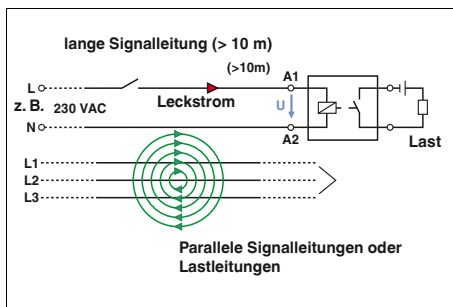 lange Signalleitung (> 10 m)
(>10m)
A1
L
Leckstrom
U
z. B. 230 VAC
N
A2
Last
L1
L2
L3
Parallele Signalleitungen oder
Lastleitungen